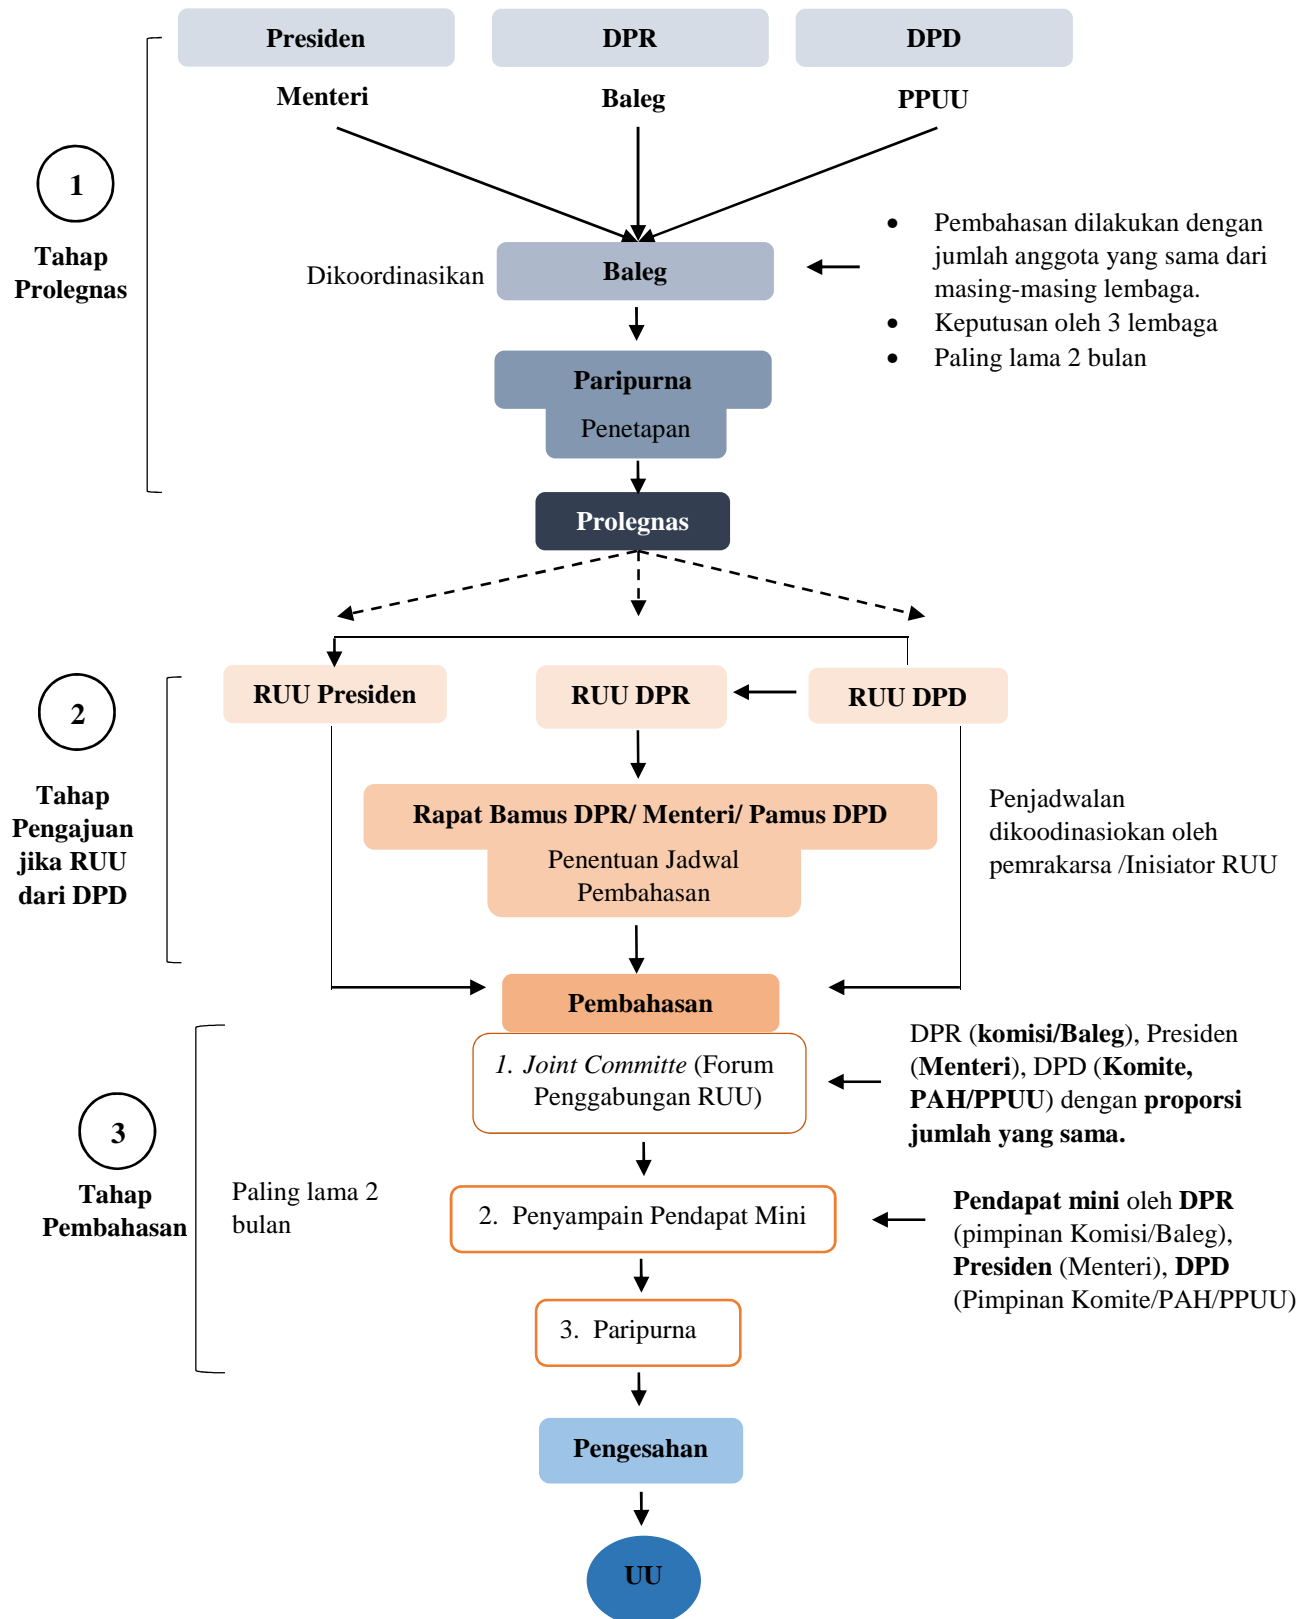 Presiden
DPR
DPD
Menteri
Baleg
PPUU
1
Tahap
Prolegnas
Dikoordinasikan
Baleg
• Pembahasan dilakukan dengan
jumlah anggota yang sama dari
masing-masing lembaga.
• Keputusan oleh 3 lembaga
• Paling lama 2 bulan
Paripurna
Penetapan
Prolegnas
2
Tahap
Pengajuan
jika RUU
dari DPD
RUU Presiden
RUU DPR
RUU DPD
Rapat Bamus DPR/ Menteri/ Pamus DPD
Penentuan Jadwal
Pembahasan
Penjadwalan
dikoodinasiokan oleh
pemrakarsa /Inisiator RUU
Pembahasan
3
Tahap
Pembahasan
Paling lama 2
bulan
1. Joint Committe (Forum
Penggabungan RUU)
DPR (komisi/Baleg), Presiden
(Menteri), DPD (Komite,
PAH/PPUU) dengan proporsi
jumlah yang sama.
2. Penyampain Pendapat Mini
Pendapat mini oleh DPR
(pimpinan Komisi/Baleg),
Presiden (Menteri), DPD
(Pimpinan Komite/PAH/PPUU)
3. Paripurna
Pengesahan
UU